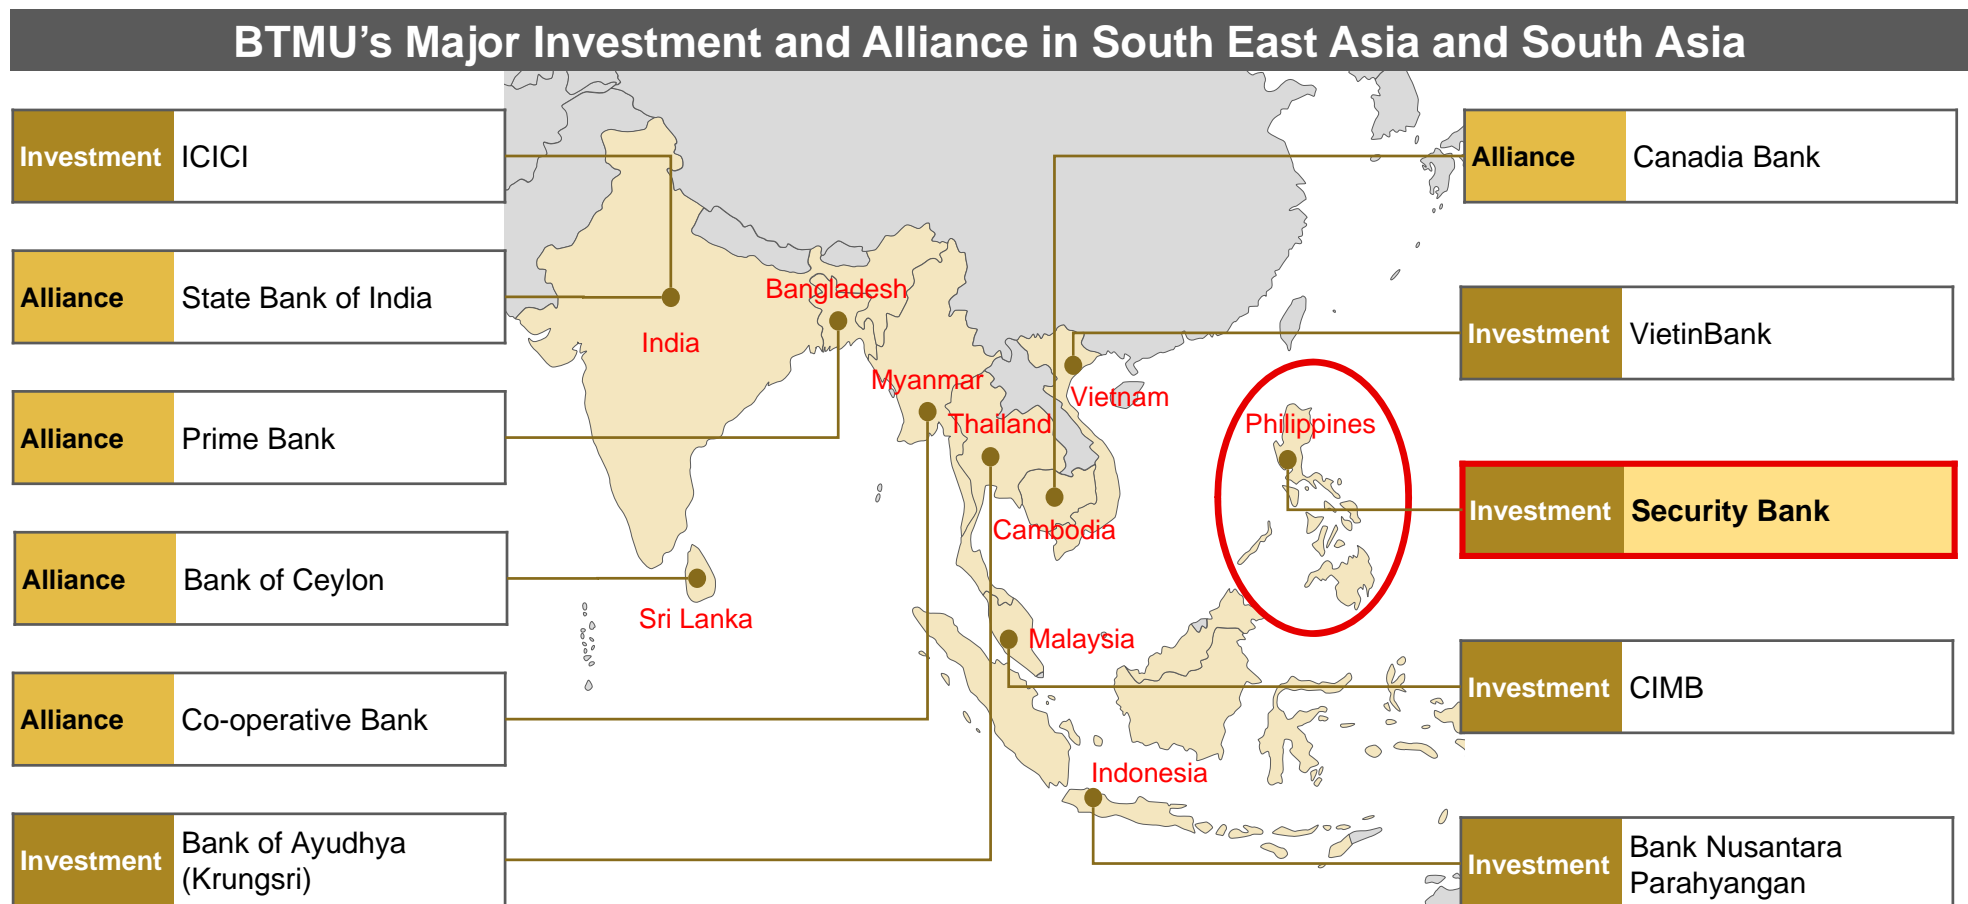 BTMU’s Major Investment and Alliance in South East Asia and South Asia
Investment ICICI
Alliance State Bank of India
Alliance Prime Bank
Alliance Bank of Ceylon
Alliance Co-operative Bank
Investment Bank of Ayudhya
(Krungsri)
India
Bangladesh
Myanmar
Thailand
Vietnam
Cambodia
Philippines
Sri Lanka
Malaysia
Indonesia
Alliance Canadia Bank
Investment VietinBank
Investment Security Bank
Investment CIMB
Investment Bank Nusantara
Parahyangan